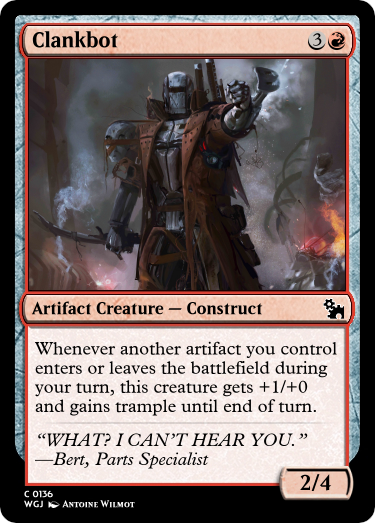 Clankbot 3
Artifact Creature — Construct
Whenever another artifact you control
enters or leaves the battlefield during
your turn, this creature gets +1/+0
and gains trample until end of turn.
“WHAT? I CAN’T HEAR YOU.”
—Bert, Parts Specialist
2/4
C 0136
WGJ Antoine Wilmot